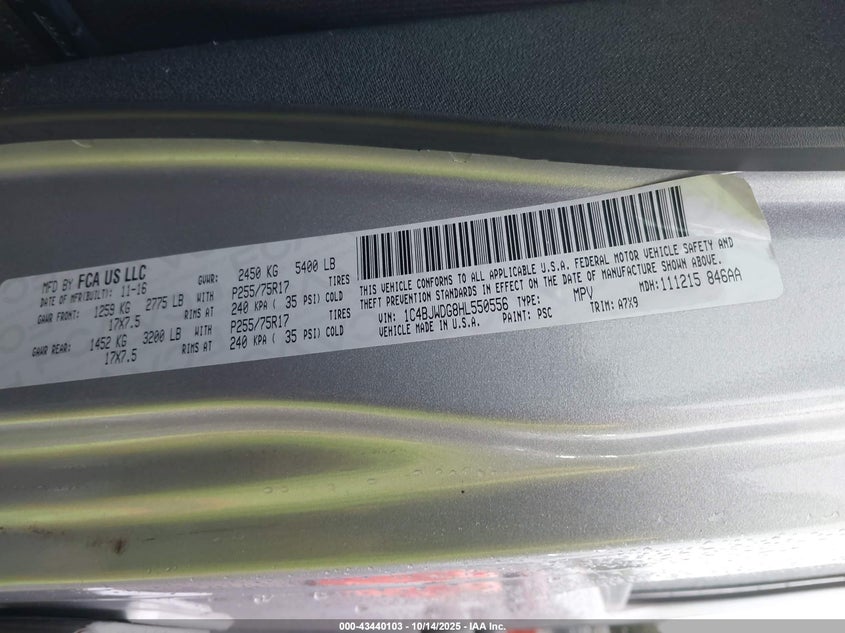 MFD BY FCA US LLC
DATE OF MFR(BUILT): 11-16 GVWR: 2450 KG 5400 LB
GAWR FRONT: 1259 KG 2775 LB WITH P255/75R17 TIRES
17X7.5 RIMS AT 240 KPA ( 35 PSI) COLD
GAWR REAR: 1452 KG 3200 LB WITH P255/75R17 TIRES
17X7.5 RIMS AT 240 KPA ( 35 PSI) COLD
THIS VEHICLE CONFORMS TO ALL APPLICABLE U.S.A. FEDERAL MOTOR VEHICLE SAFETY AND
THEFT PREVENTION STANDARDS IN EFFECT ON THE DATE OF MANUFACTURE SHOWN ABOVE.
VIN: 1C4BJWDG8HL550556 TYPE: MPV MDH: 111215 846AA
VEHICLE MADE IN U.S.A. PAINT: PSC TRIM: A7X9
000-43440103 - 10/14/2025 - IAA Inc.